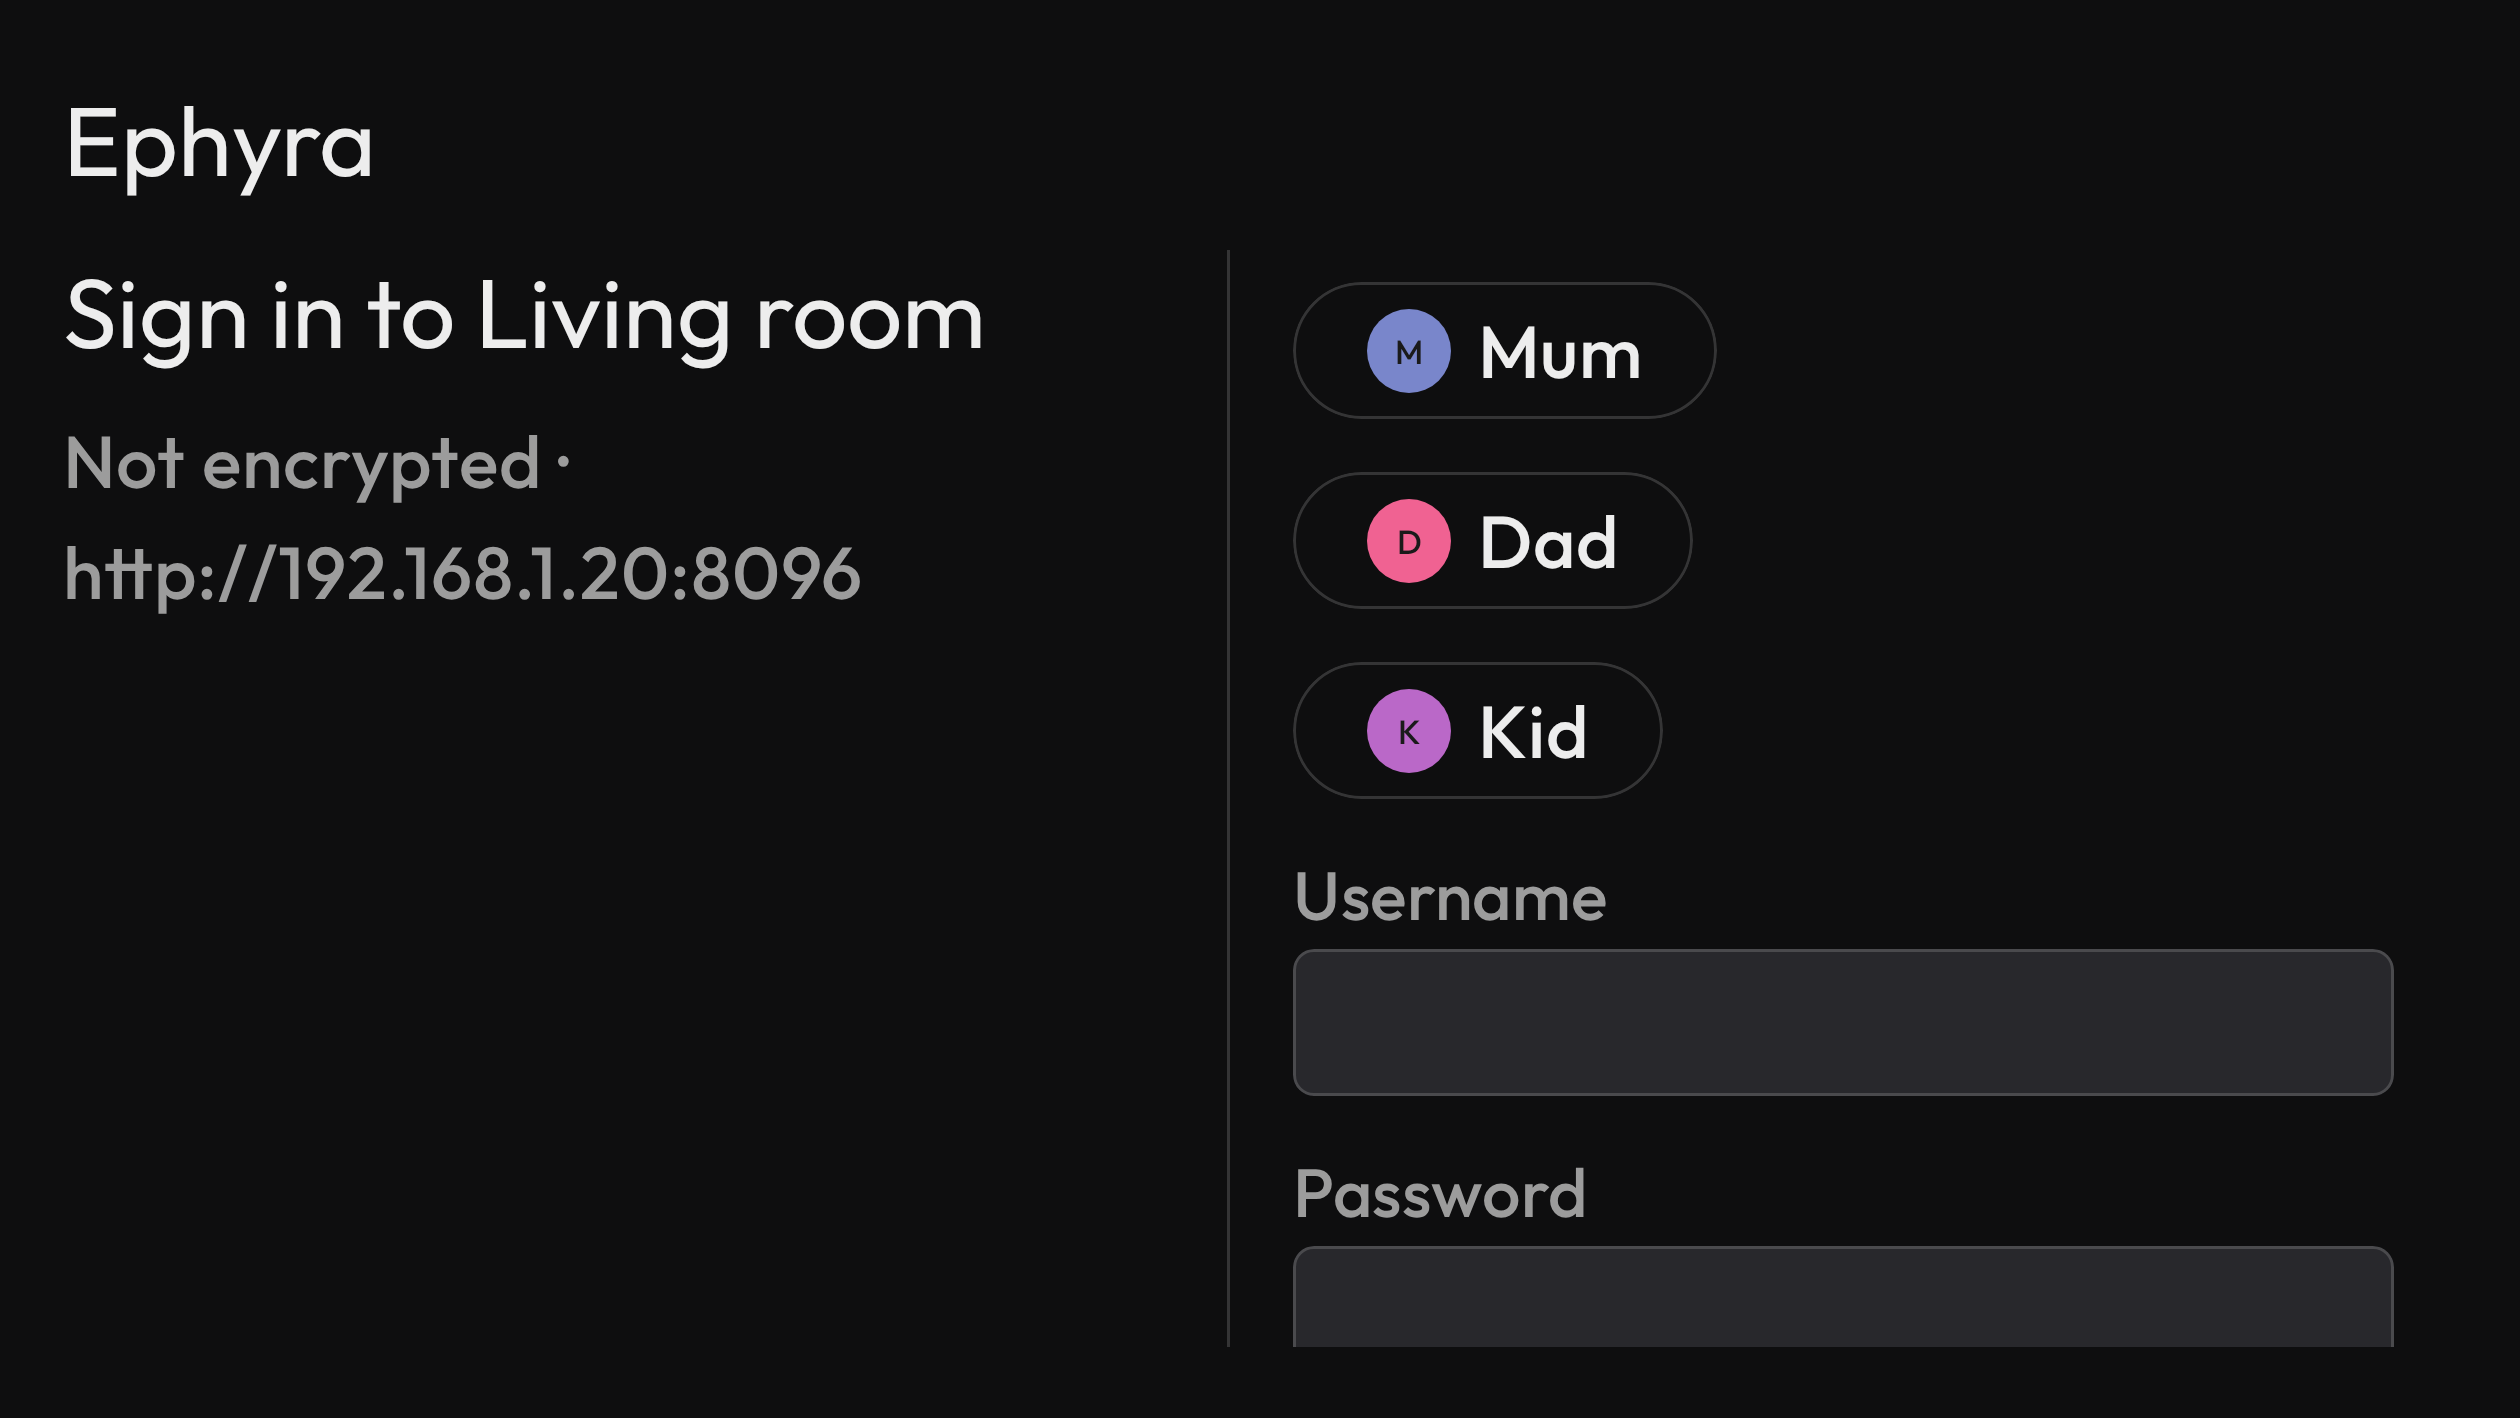 Ephyra
Sign in to Living room
Not encrypted ·
http://192.168.1.20:8096
M Mum
D Dad
K Kid
Username
Password